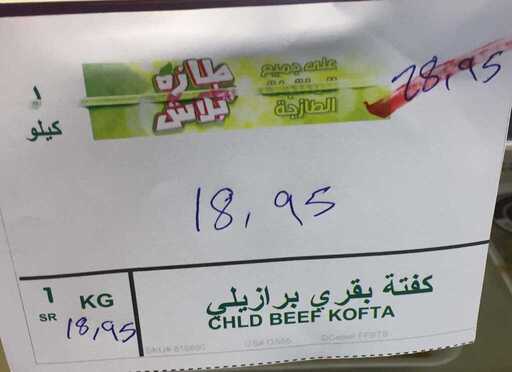 طازه على جميع 28,95
بلاش الطازجة
1
كيلو
18,95
1 KG كفتة بقري برازيلي
SR 18,95 CHLD BEEF KOFTA